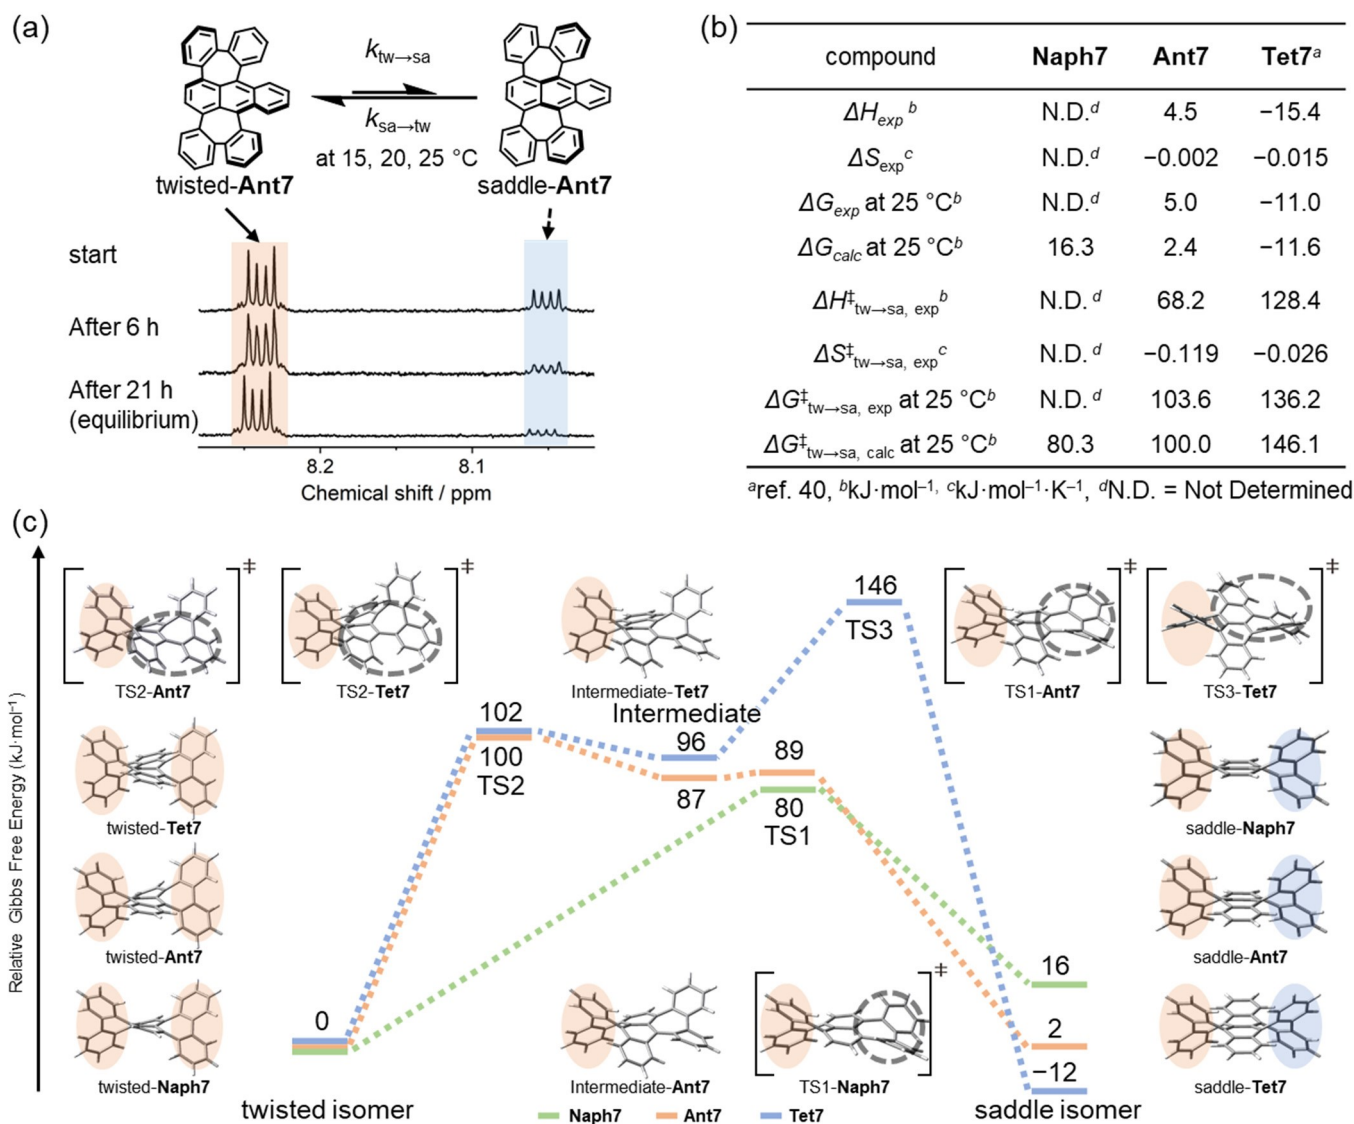 (a)
k_tw→sa
k_sa→tw
at 15, 20, 25 °C
twisted-Ant7
saddle-Ant7
start
After 6 h
After 21 h
(equilibrium)
8.2
8.1
Chemical shift / ppm
(b)
compound Naph7 Ant7 Tet7^a
ΔH_exp ^b N.D.^d 4.5 −15.4
ΔS_exp^c N.D.^d −0.002 −0.015
ΔG_exp at 25 °C^b N.D.^d 5.0 −11.0
ΔG_calc at 25 °C^b 16.3 2.4 −11.6
ΔH^‡_tw→sa, exp^b N.D. ^d 68.2 128.4
ΔS^‡_tw→sa, exp^c N.D. ^d −0.119 −0.026
ΔG^‡_tw→sa, exp at 25 °C^b N.D. ^d 103.6 136.2
ΔG^‡_tw→sa, calc at 25 °C^b 80.3 100.0 146.1
^aref. 40, ^bkJ·mol^−1, ^ckJ·mol^−1·K^−1, ^dN.D. = Not Determined
(c)
Relative Gibbs Free Energy (kJ·mol^−1)
‡
TS2-Ant7
‡
TS2-Tet7
Intermediate-Tet7
‡
TS1-Ant7
‡
TS3-Tet7
146
TS3
Intermediate
102
100
TS2
96
87
89
80
TS1
twisted-Tet7
twisted-Ant7
twisted-Naph7
saddle-Naph7
saddle-Ant7
saddle-Tet7
0
16
2
−12
Intermediate-Ant7
‡
TS1-Naph7
twisted isomer
saddle isomer
Naph7 Ant7 Tet7